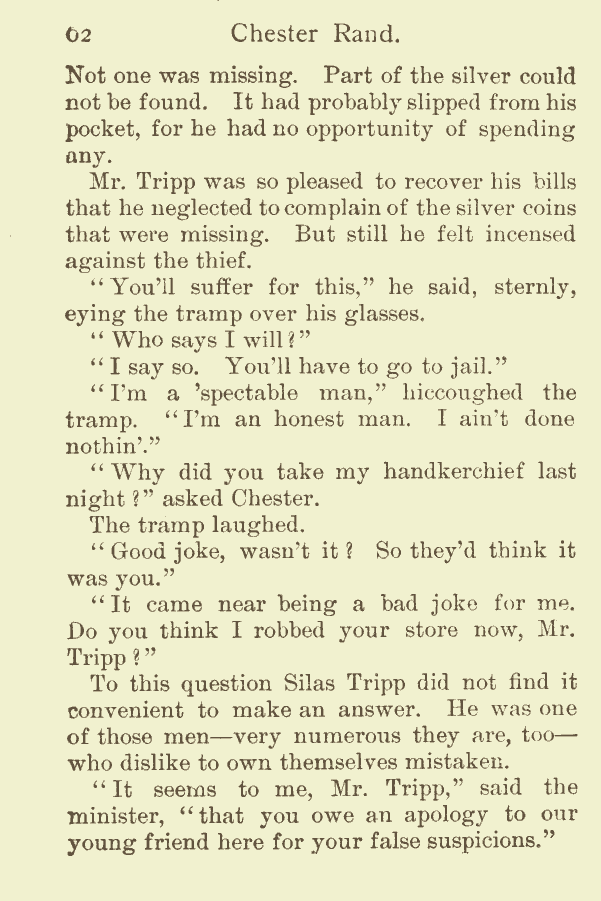 62 Chester Rand.
Not one was missing. Part of the silver could
not be found. It had probably slipped from his
pocket, for he had no opportunity of spending
any.
Mr. Tripp was so pleased to recover his bills
that he neglected to complain of the silver coins
that were missing. But still he felt incensed
against the thief.
“You’ll suffer for this,” he said, sternly,
eying the tramp over his glasses.
“Who says I will?”
“I say so. You’ll have to go to jail.”
“I’m a ’spectable man,” hiccoughed the
tramp. “I’m an honest man. I ain’t done
nothin’.”
“Why did you take my handkerchief last
night?” asked Chester.
The tramp laughed.
“Good joke, wasn’t it? So they’d think it
was you.”
“It came near being a bad joke for me.
Do you think I robbed your store now, Mr.
Tripp?”
To this question Silas Tripp did not find it
convenient to make an answer. He was one
of those men—very numerous they are, too—
who dislike to own themselves mistaken.
“It seems to me, Mr. Tripp,” said the
minister, “that you owe an apology to our
young friend here for your false suspicions.”